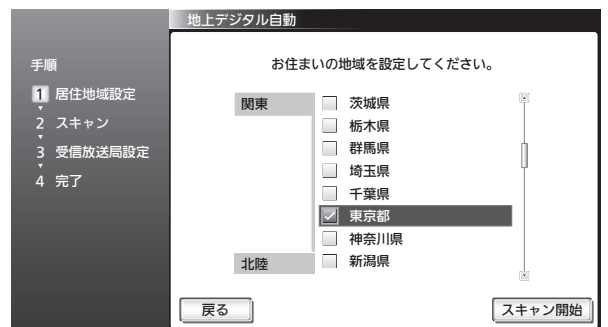 地上デジタル自動
手順
1 居住地域設定
2 スキャン
3 受信放送局設定
4 完了
お住まいの地域を設定してください。
関東
茨城県
栃木県
群馬県
埼玉県
千葉県
東京都
神奈川県
北陸
新潟県
戻る
スキャン開始